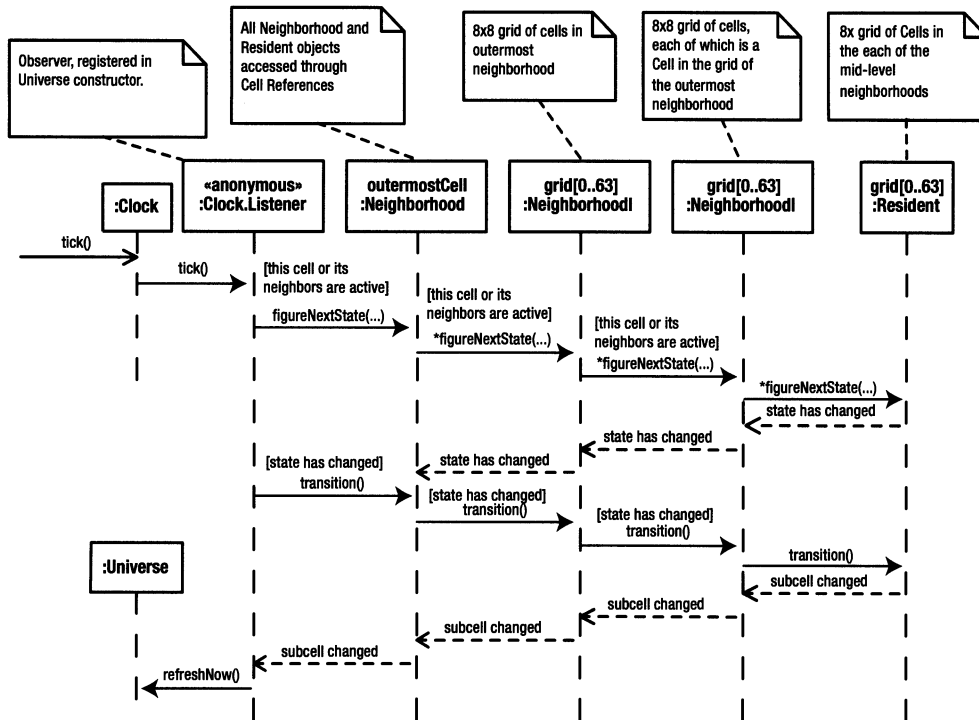 Observer, registered in
Universe constructor.
All Neighborhood and
Resident objects
accessed through
Cell References
8x8 grid of cells in
outermost
neighborhood
8x8 grid of cells,
each of which is a
Cell in the grid of
the outermost
neighborhood
8x grid of Cells in
the each of the
mid-level
neighborhoods
:Clock
«anonymous»
:Clock.Listener
outermostCell
:Neighborhood
grid[0..63]
:NeighborhoodI
grid[0..63]
:NeighborhoodI
grid[0..63]
:Resident
tick()
tick()
[this cell or its
neighbors are active]
figureNextState(...)
[this cell or its
neighbors are active]
*figureNextState(...)
[this cell or its
neighbors are active]
*figureNextState(...)
*figureNextState(...)
state has changed
state has changed
state has changed
[state has changed]
transition()
[state has changed]
transition()
[state has changed]
transition()
transition()
:Universe
subcell changed
subcell changed
subcell changed
subcell changed
refreshNow()